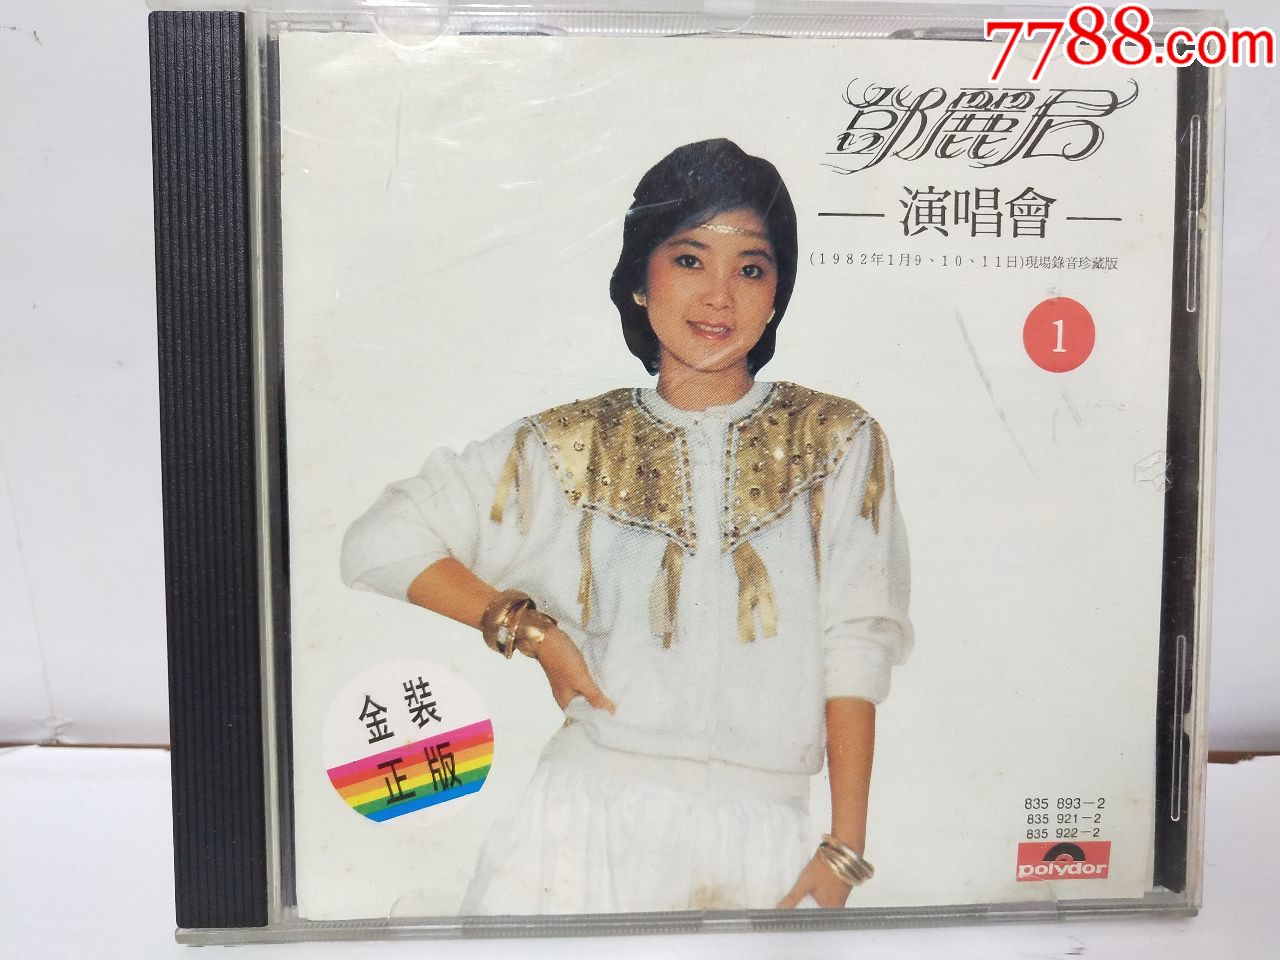 7788.com
鄧麗君
演唱會
(1982年1月9、10、11日)現場錄音珍藏版
1
金裝
正版
835 893-2
835 921-2
835 922-2
polydor